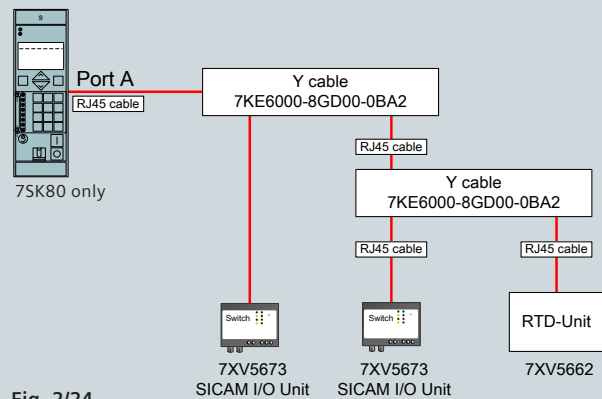 S
Port A
RJ45 cable
7SK80 only
Y cable
7KE6000-8GD00-0BA2
RJ45 cable
Y cable
7KE6000-8GD00-0BA2
RJ45 cable
RJ45 cable
Switch
Switch
RTD-Unit
7XV5673
SICAM I/O Unit
7XV5673
SICAM I/O Unit
7XV5662
Fig. 2/24